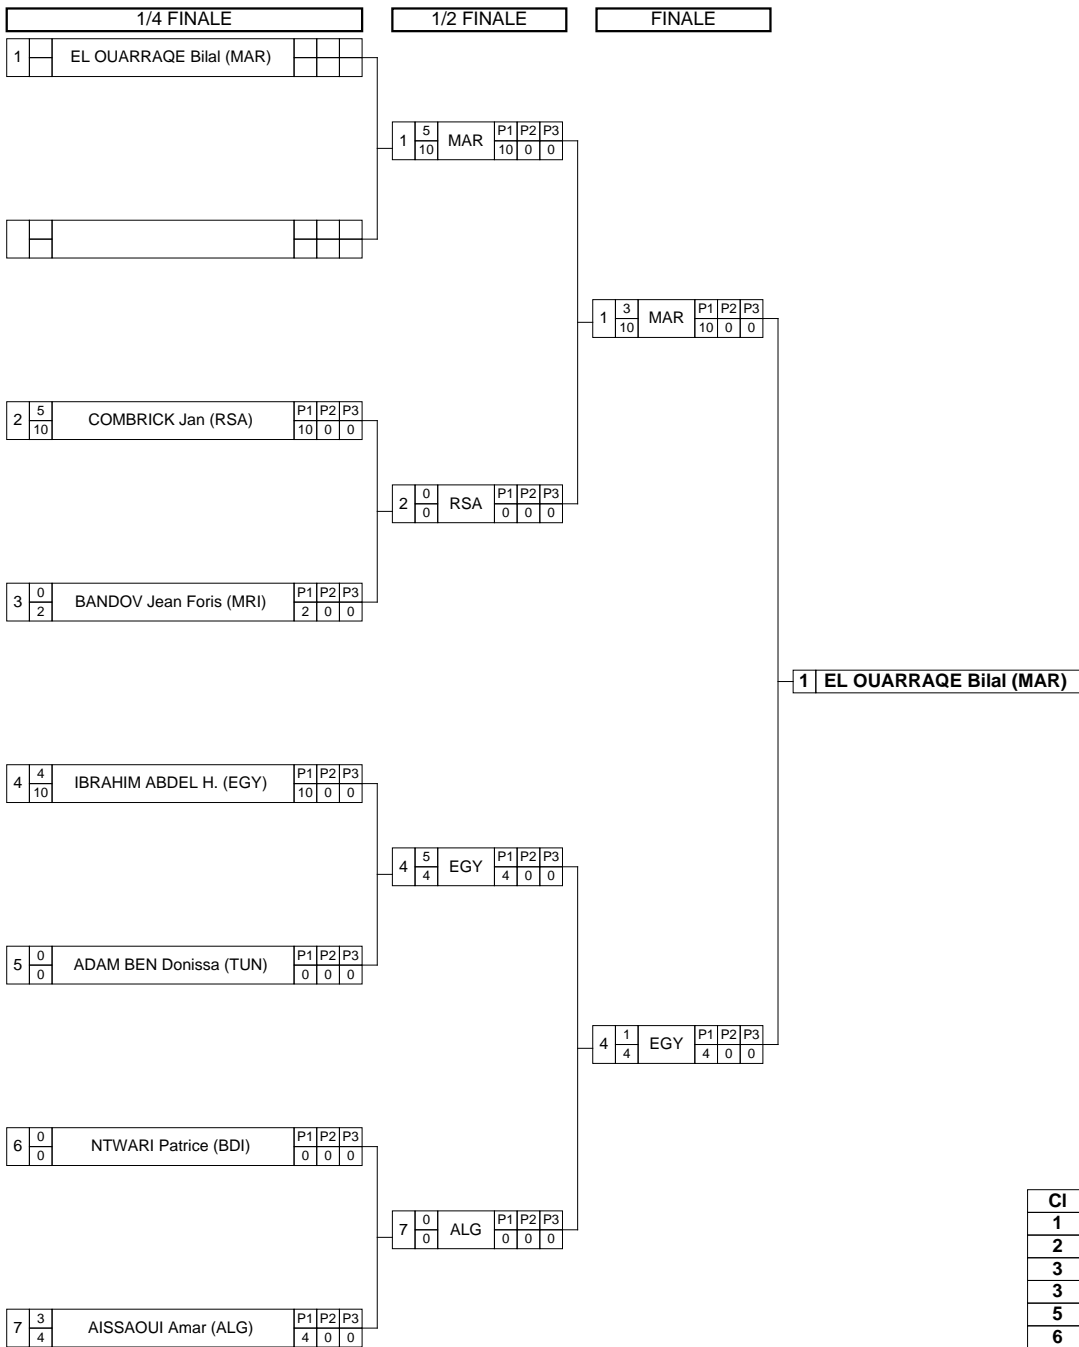 1/4 FINALE 1/2 FINALE FINALE
1 EL OUARRAQE Bilal (MAR)
5 P1 P2 P3
1 MAR
10 10 0 0
3 P1 P2 P3
1 MAR
10 10 0 0
5 P1 P2 P3
2 COMBRICK Jan (RSA)
10 10 0 0
0 P1 P2 P3
2 RSA
0 0 0 0
0 P1 P2 P3
3 BANDOV Jean Foris (MRI)
2 2 0 0
1 EL OUARRAQE Bilal (MAR)
4 P1 P2 P3
4 IBRAHIM ABDEL H. (EGY)
10 10 0 0
5 P1 P2 P3
4 EGY
4 4 0 0
0 P1 P2 P3
5 ADAM BEN Donissa (TUN)
0 0 0 0
1 P1 P2 P3
4 EGY
4 4 0 0
0 P1 P2 P3
6 NTWARI Patrice (BDI)
0 0 0 0
0 P1 P2 P3
7 ALG
0 0 0 0
3 P1 P2 P3
7 AISSAOUI Amar (ALG)
4 4 0 0
Cl
1
2
3
3
5
6